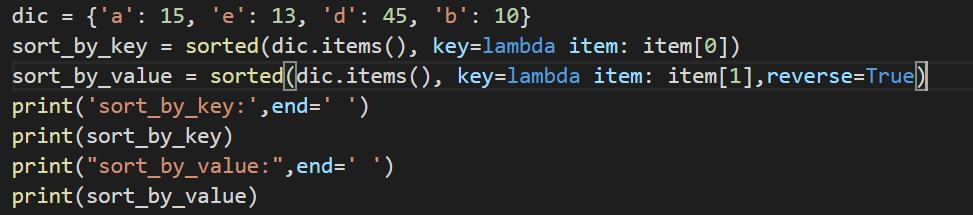 dic = {'a': 15, 'e': 13, 'd': 45, 'b': 10}
sort_by_key = sorted(dic.items(), key=lambda item: item[0])
sort_by_value = sorted(dic.items(), key=lambda item: item[1],reverse=True)
print('sort_by_key:',end=' ')
print(sort_by_key)
print("sort_by_value:",end=' ')
print(sort_by_value)